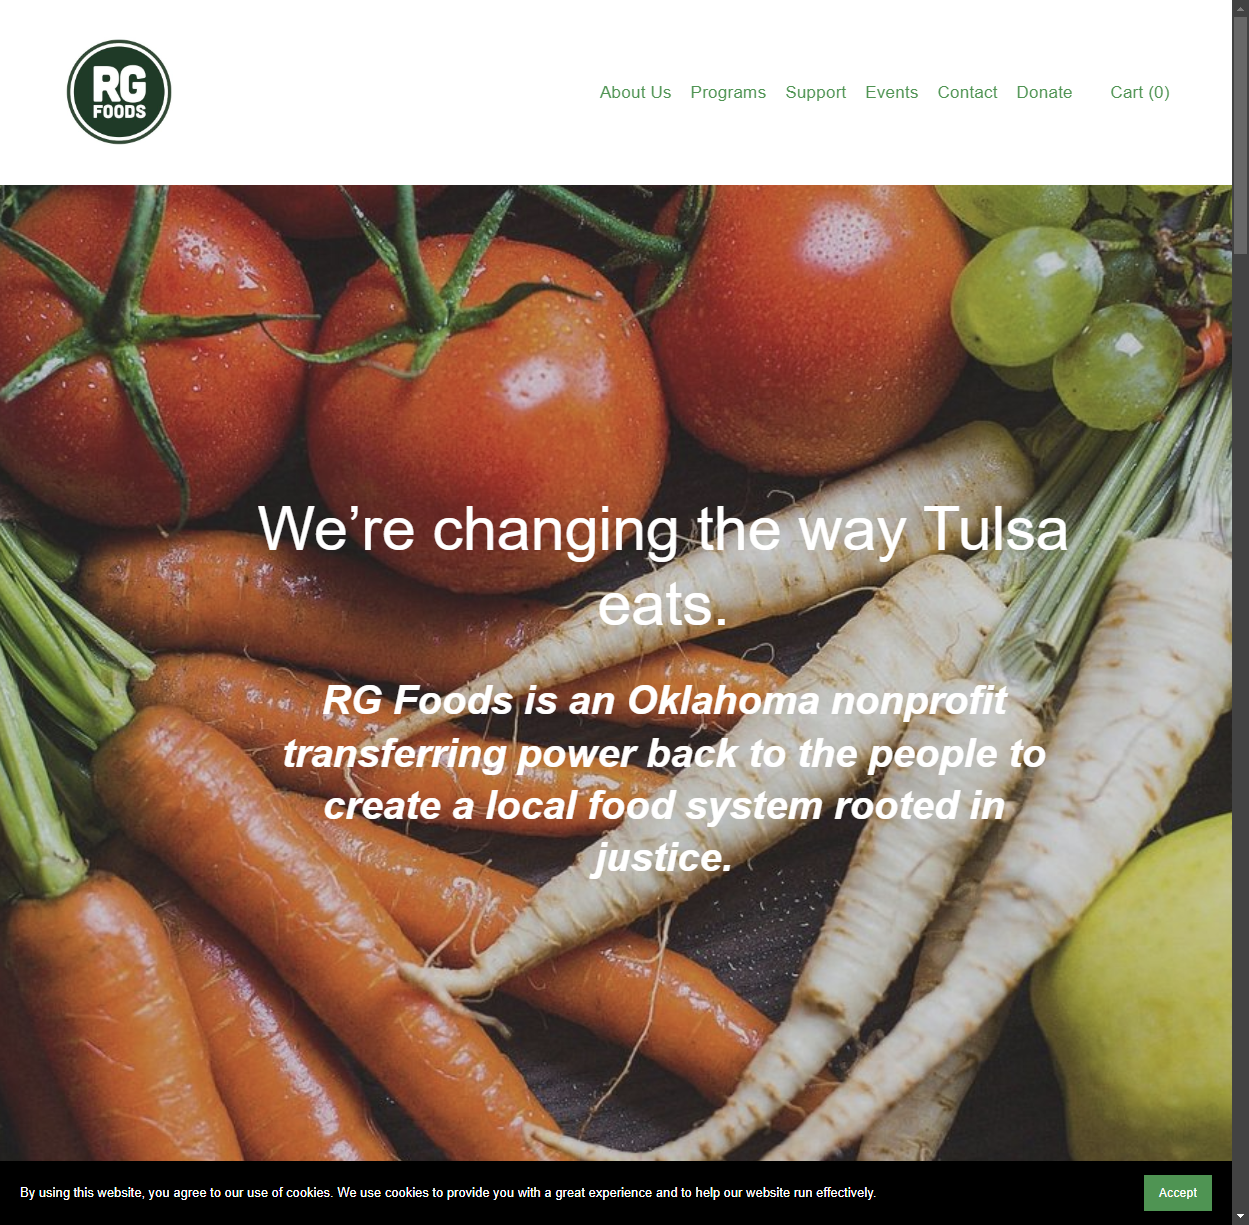 RG
FOODS
About Us Programs Support Events Contact Donate Cart (0)
We’re changing the way Tulsa
eats.
RG Foods is an Oklahoma nonprofit
transferring power back to the people to
create a local food system rooted in
justice.
By using this website, you agree to our use of cookies. We use cookies to provide you with a great experience and to help our website run effectively.
Accept